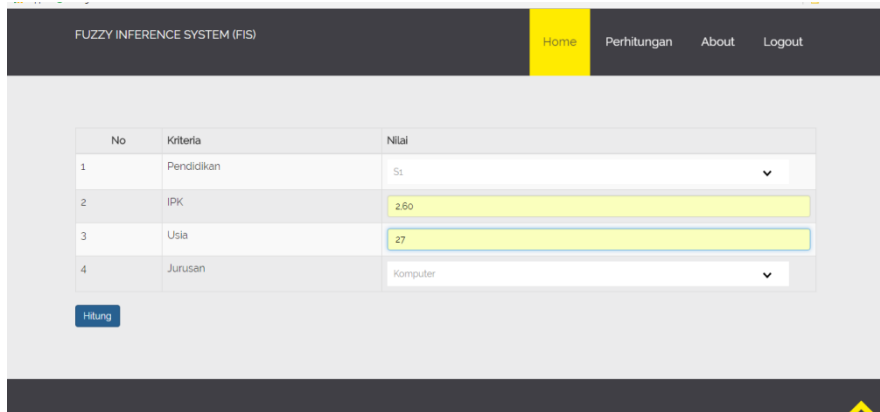 FUZZY INFERENCE SYSTEM (FIS)
Home Perhitungan About Logout
No Kriteria Nilai
1 Pendidikan S1
2 IPK 2.60
3 Usia 27
4 Jurusan Komputer
Hitung